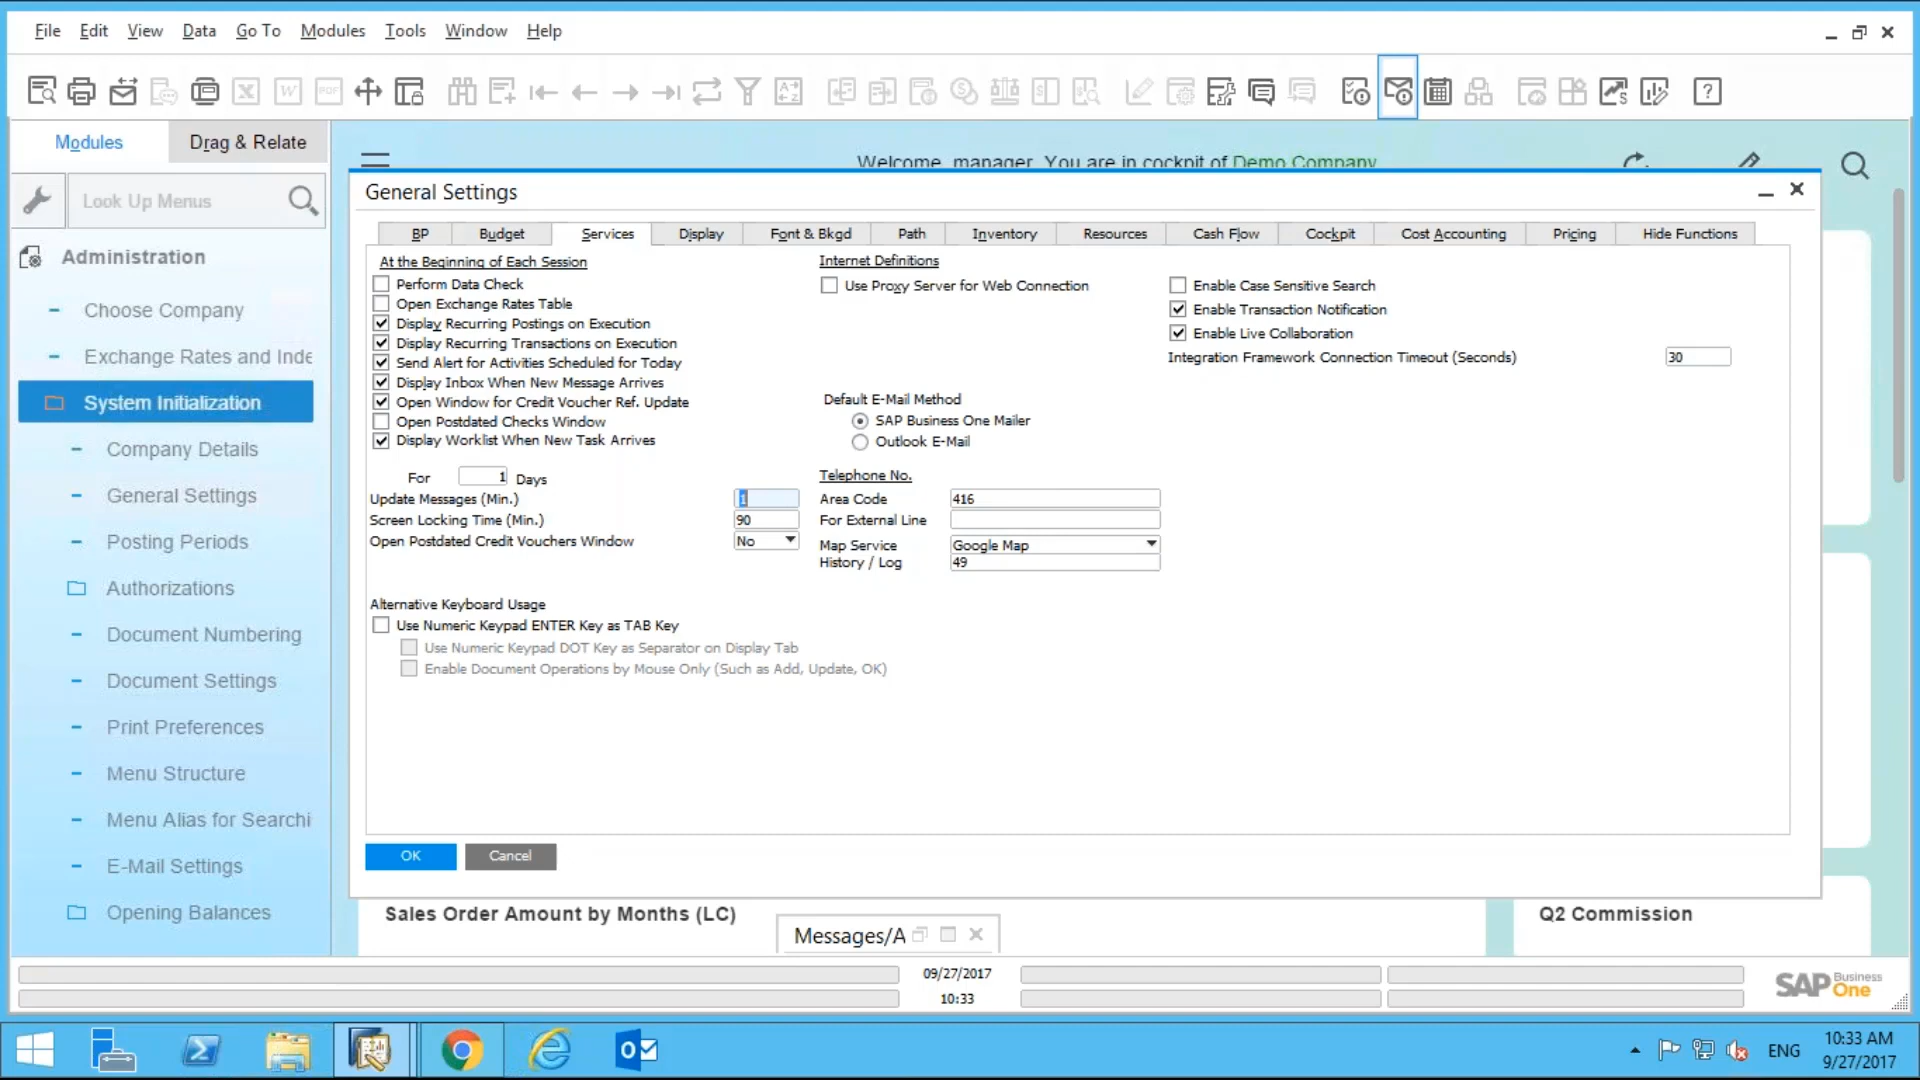 File Edit View Data Go To Modules Tools Window Help
Modules Drag & Relate
Welcome, manager. You are in cockpit of Demo Company
Look Up Menus
Administration
Choose Company
Exchange Rates and Inde
System Initialization
Company Details
General Settings
Posting Periods
Authorizations
Document Numbering
Document Settings
Print Preferences
Menu Structure
Menu Alias for Searchi
E-Mail Settings
Opening Balances
General Settings
BP Budget Services Display Font & Bkgd Path Inventory Resources Cash Flow Cockpit Cost Accounting Pricing Hide Functions
At the Beginning of Each Session
Perform Data Check
Open Exchange Rates Table
Display Recurring Postings on Execution
Display Recurring Transactions on Execution
Send Alert for Activities Scheduled for Today
Display Inbox When New Message Arrives
Open Window for Credit Voucher Ref. Update
Open Postdated Checks Window
Display Worklist When New Task Arrives
For 1 Days
Update Messages (Min.) 1
Screen Locking Time (Min.) 90
Open Postdated Credit Vouchers Window No
Internet Definitions
Use Proxy Server for Web Connection
Default E-Mail Method
SAP Business One Mailer
Outlook E-Mail
Telephone No.
Area Code 416
For External Line
Map Service Google Map
History / Log 49
Enable Case Sensitive Search
Enable Transaction Notification
Enable Live Collaboration
Integration Framework Connection Timeout (Seconds) 30
Alternative Keyboard Usage
Use Numeric Keypad ENTER Key as TAB Key
Use Numeric Keypad DOT Key as Separator on Display Tab
Enable Document Operations by Mouse Only (Such as Add, Update, OK)
OK Cancel
Sales Order Amount by Months (LC)
Messages/A
Q2 Commission
09/27/2017
10:33
SAP Business One
ENG
10:33 AM
9/27/2017